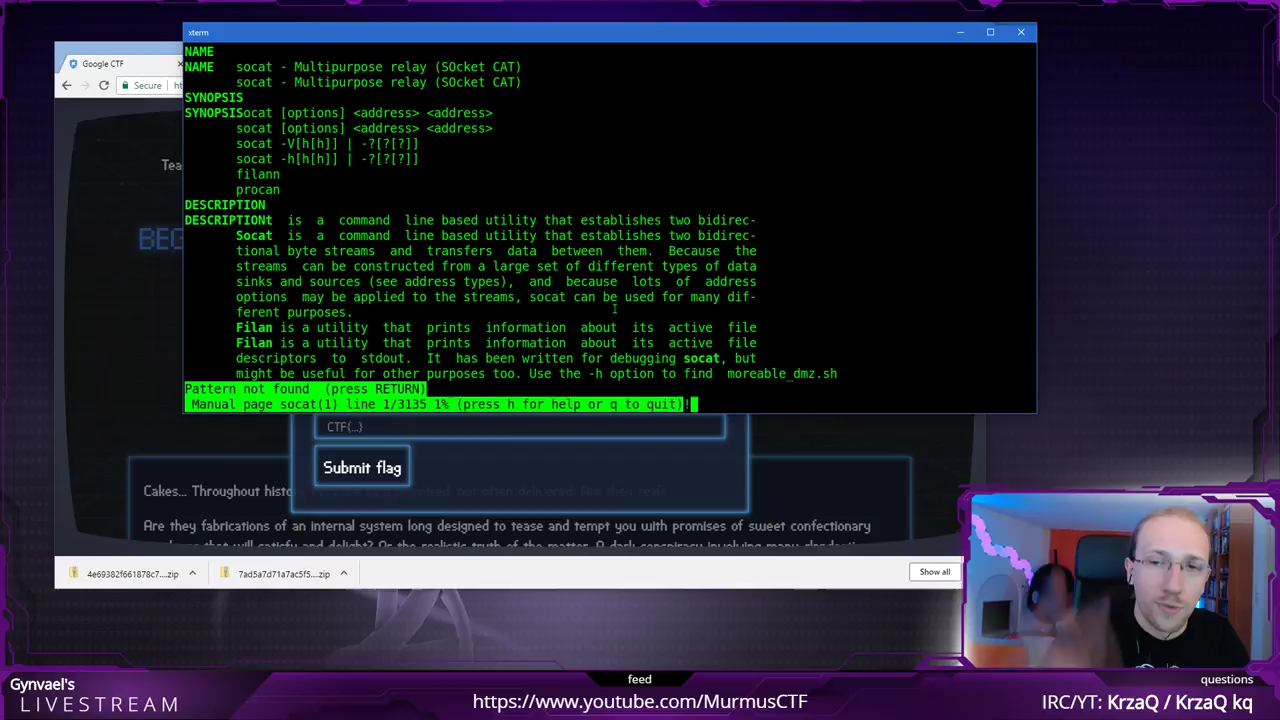 xterm
NAME
NAME socat - Multipurpose relay (SOcket CAT)
socat - Multipurpose relay (SOcket CAT)
SYNOPSIS
SYNOPSISocat [options] <address> <address>
socat [options] <address> <address>
socat -V[h[h]] | -?[?[?]]
socat -h[h[h]] | -?[?[?]]
filann
procan
DESCRIPTION
DESCRIPTIONt is a command line based utility that establishes two bidirec-
Socat is a command line based utility that establishes two bidirec-
tional byte streams and transfers data between them. Because the
streams can be constructed from a large set of different types of data
sinks and sources (see address types), and because lots of address
options may be applied to the streams, socat can be used for many dif-
ferent purposes.
Filan is a utility that prints information about its active file
Filan is a utility that prints information about its active file
descriptors to stdout. It has been written for debugging socat, but
might be useful for other purposes too. Use the -h option to find moreable_dmz.sh
Pattern not found (press RETURN)
Manual page socat(1) line 1/3135 1% (press h for help or q to quit)!
Google CTF
Secure
Tea
BEG
CTF{...}
Submit flag
Cakes... Throughout histo
Are they fabrications of an internal system long designed to tease and tempt you with promises of sweet confectionary
4e69382f661878c7....zip
7ad5a7d71a7ac5f5....zip
Show all
Gynvael's
LIVESTREAM
feed
https://www.youtube.com/MurmusCTF
questions
IRC/YT: KrzaQ / KrzaQ kq